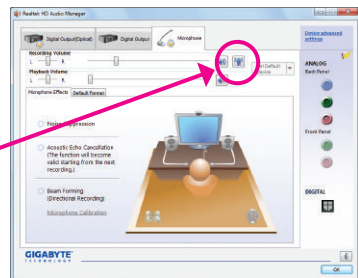 Realtek HD Audio Manager
Digital Output(Optical)
Digital Output
Microphone
Device advanced
settings
Recording Volume
L
R
Set Default
Device
Playback Volume
L
R
ANALOG
Back Panel
Microphone Effects
Default Format
Noise Suppression
Acoustic Echo Cancellation
(The function will become
valid starting from the next
recording.)
Front Panel
Beam Forming
(Directional Recording)
Microphone Calibration
DIGITAL
GIGABYTE
TECHNOLOGY
OK